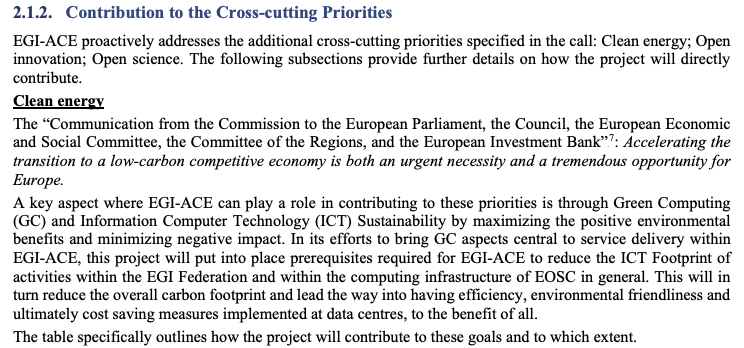 2.1.2. Contribution to the Cross-cutting Priorities
EGI-ACE proactively addresses the additional cross-cutting priorities specified in the call: Clean energy; Open
innovation; Open science. The following subsections provide further details on how the project will directly
contribute.
Clean energy
The “Communication from the Commission to the European Parliament, the Council, the European Economic
and Social Committee, the Committee of the Regions, and the European Investment Bank”7: Accelerating the
transition to a low-carbon competitive economy is both an urgent necessity and a tremendous opportunity for
Europe.
A key aspect where EGI-ACE can play a role in contributing to these priorities is through Green Computing
(GC) and Information Computer Technology (ICT) Sustainability by maximizing the positive environmental
benefits and minimizing negative impact. In its efforts to bring GC aspects central to service delivery within
EGI-ACE, this project will put into place prerequisites required for EGI-ACE to reduce the ICT Footprint of
activities within the EGI Federation and within the computing infrastructure of EOSC in general. This will in
turn reduce the overall carbon footprint and lead the way into having efficiency, environmental friendliness and
ultimately cost saving measures implemented at data centres, to the benefit of all.
The table specifically outlines how the project will contribute to these goals and to which extent.